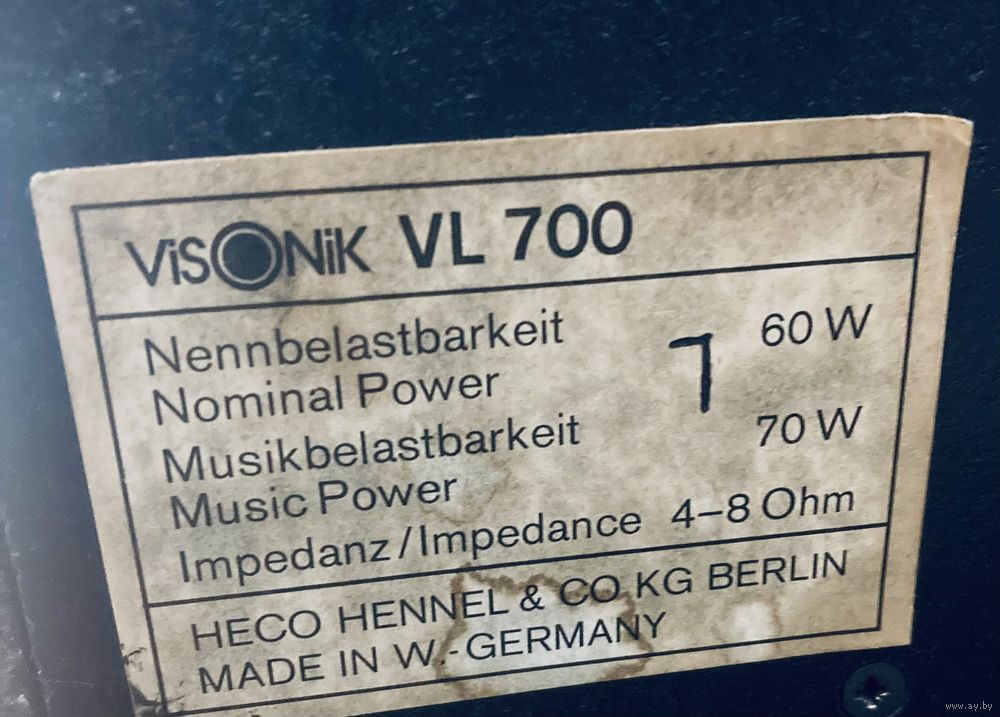 ViSONiK VL 700
Nennbelastbarkeit
Nominal Power 60 W
Musikbelastbarkeit
Music Power 70 W
Impedanz/Impedance 4–8 Ohm
HECO HENNEL & CO KG BERLIN
MADE IN W.-GERMANY
www.ay.by